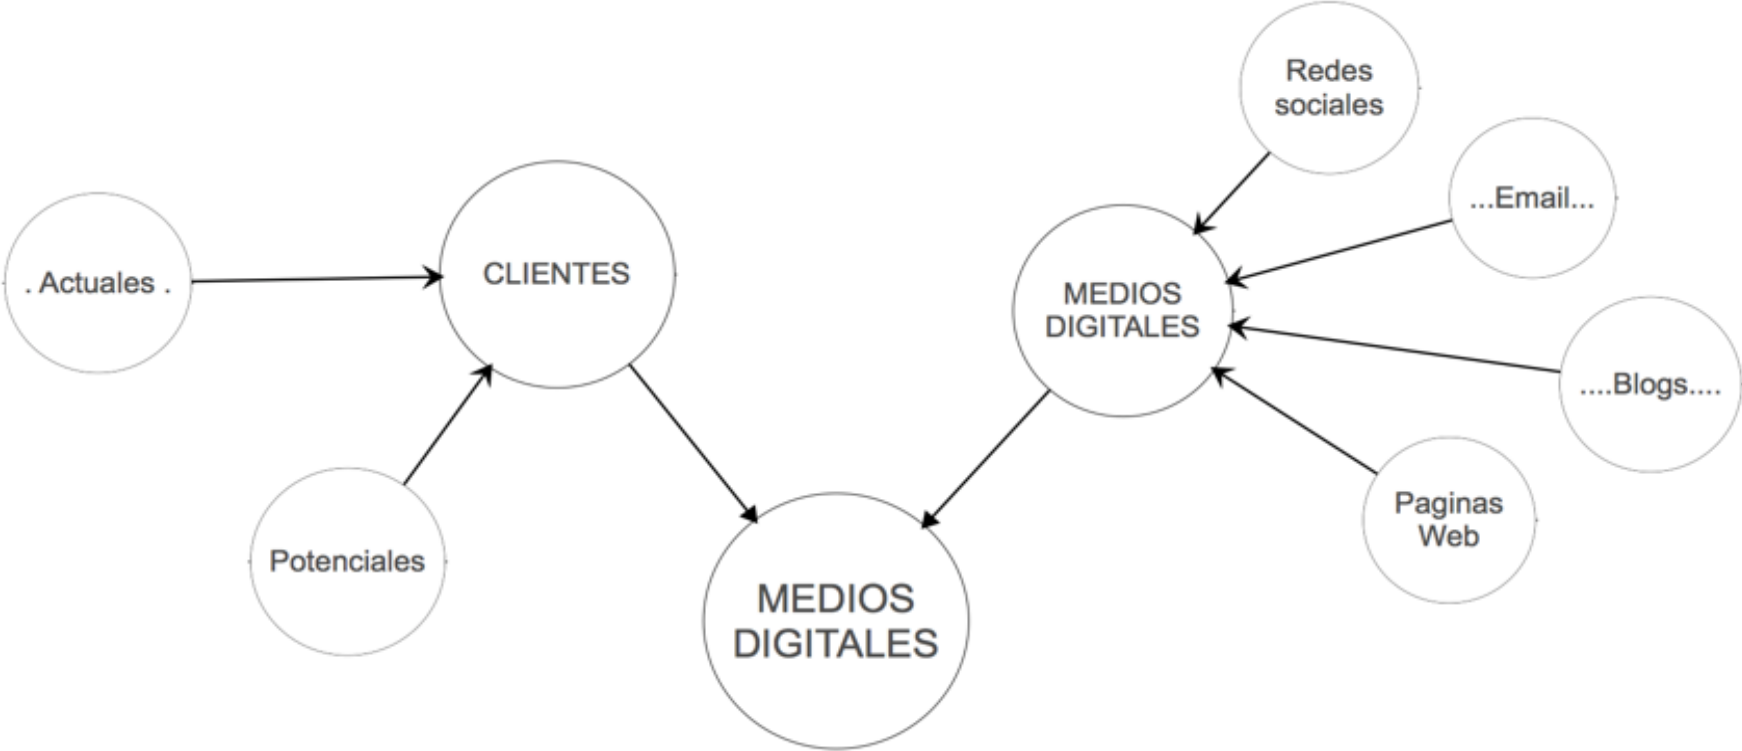 Redes
sociales
...Email...
. Actuales .
CLIENTES
MEDIOS
DIGITALES
....Blogs....
Paginas
Web
Potenciales
MEDIOS
DIGITALES